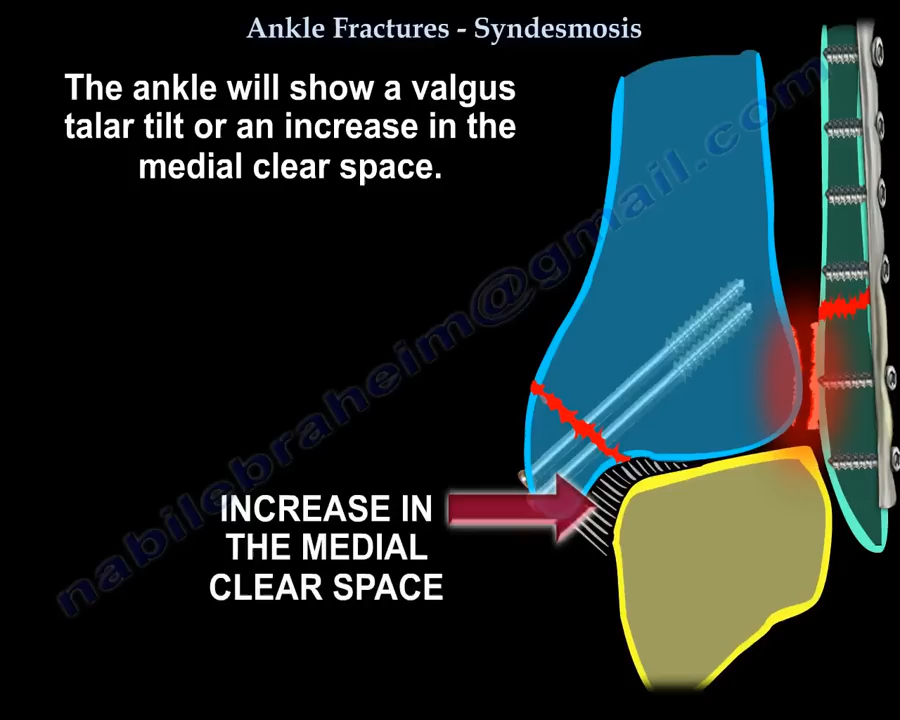 Ankle Fractures - Syndesmosis
The ankle will show a valgus
talar tilt or an increase in the
medial clear space.
nabilebraheim@gmail.com
INCREASE IN
THE MEDIAL
CLEAR SPACE